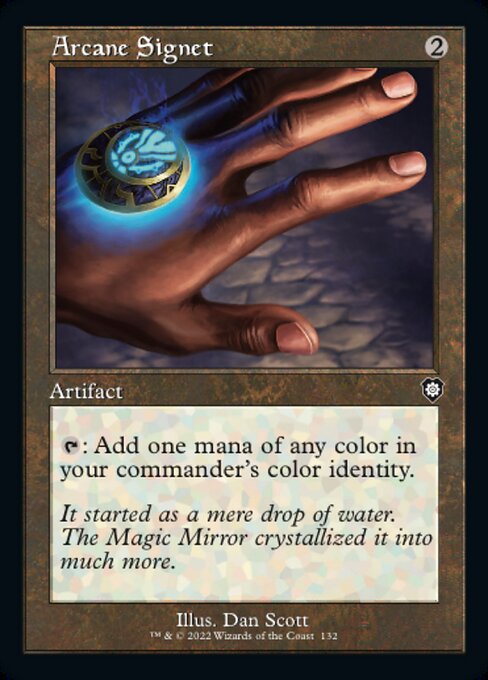 Arcane Signet 2
Artifact
: Add one mana of any color in
your commander's color identity.
It started as a mere drop of water.
The Magic Mirror crystallized it into
much more.
Illus. Dan Scott
™ & © 2022 Wizards of the Coast 132